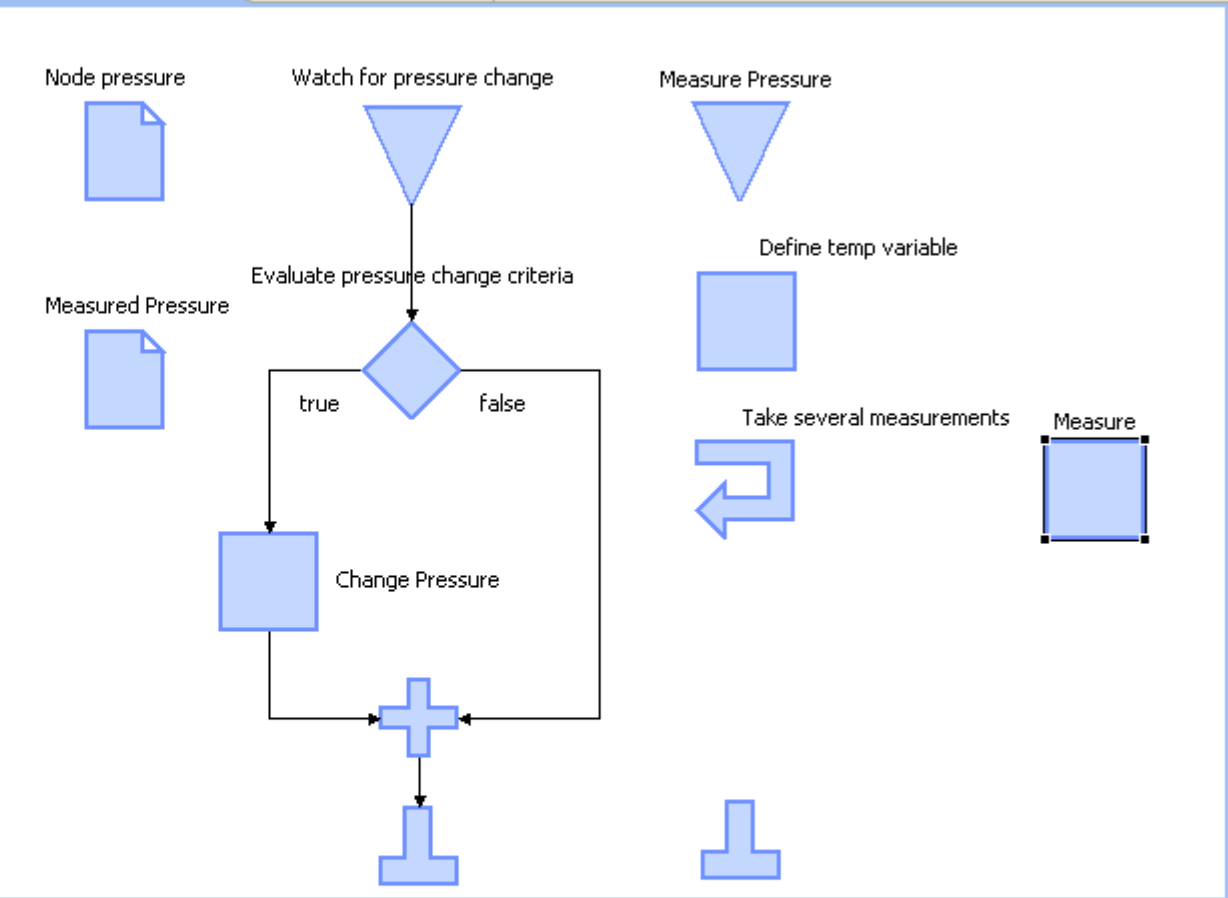 Node pressure
Watch for pressure change
Measure Pressure
Define temp variable
Evaluate pressure change criteria
Measured Pressure
true
false
Take several measurements
Measure
Change Pressure